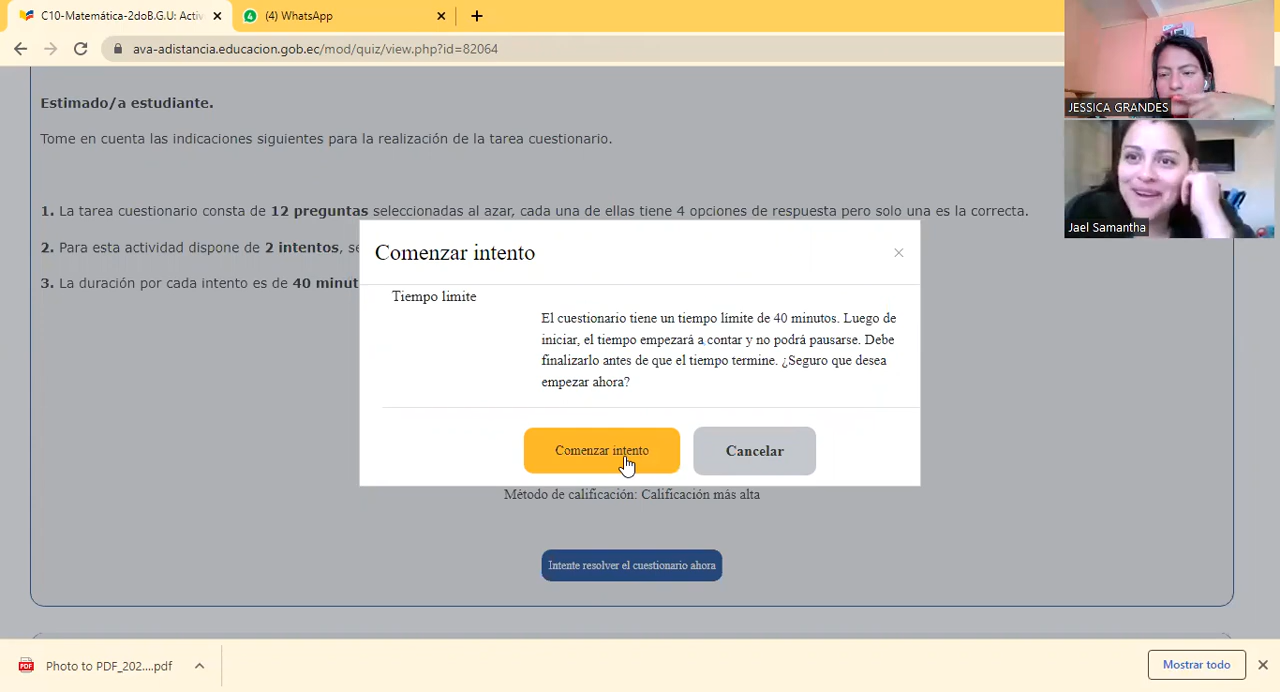 C10-Matemática-2doB.G.U: Activ
4
(4) WhatsApp
ava-adistancia.educacion.gob.ec/mod/quiz/view.php?id=82064
JESSICA GRANDES
Jael Samantha
Estimado/a estudiante.
Tome en cuenta las indicaciones siguientes para la realización de la tarea cuestionario.
1. La tarea cuestionario consta de 12 preguntas seleccionadas al azar, cada una de ellas tiene 4 opciones de respuesta pero solo una es la correcta.
2. Para esta actividad dispone de 2 intentos, se
3. La duración por cada intento es de 40 minut
Comenzar intento
Tiempo limite
El cuestionario tiene un tiempo límite de 40 minutos. Luego de
iniciar, el tiempo empezará a contar y no podrá pausarse. Debe
finalizarlo antes de que el tiempo termine. ¿Seguro que desea
empezar ahora?
Comenzar intento
Cancelar
Método de calificación: Calificación más alta
Intente resolver el cuestionario ahora
PDF
Photo to PDF_202....pdf
Mostrar todo